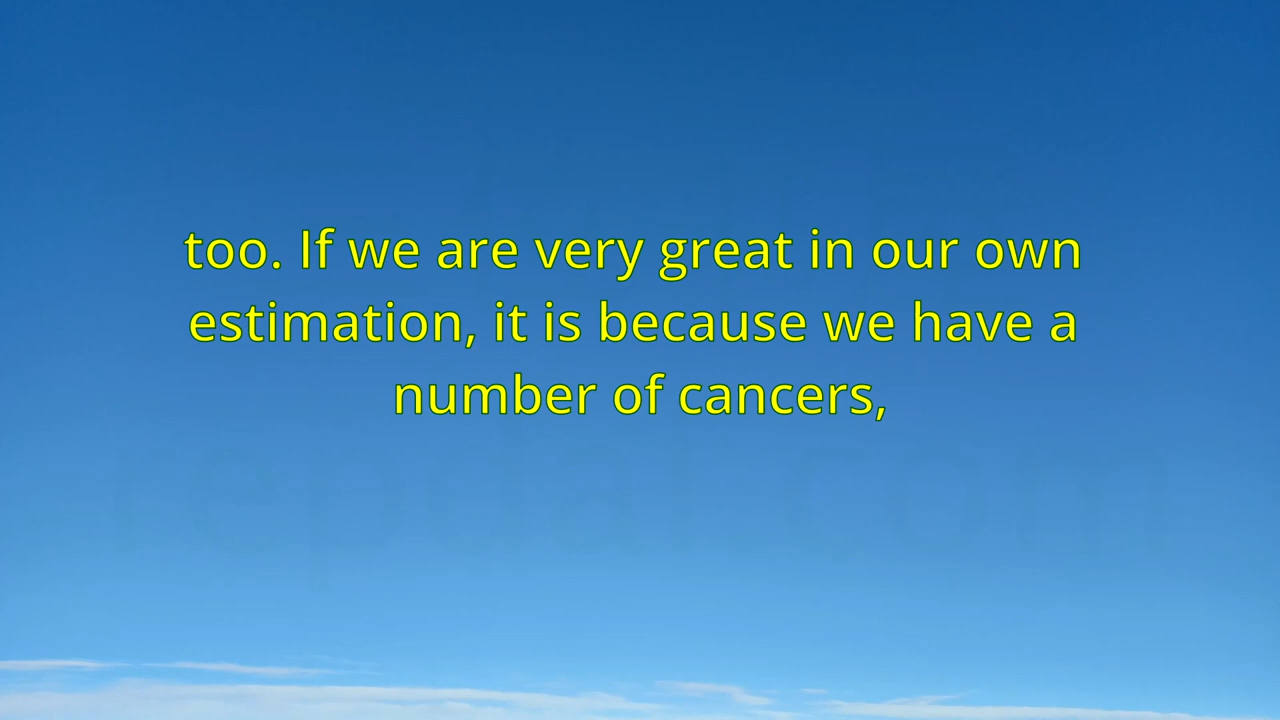 too. If we are very great in our own
estimation, it is because we have a
number of cancers,